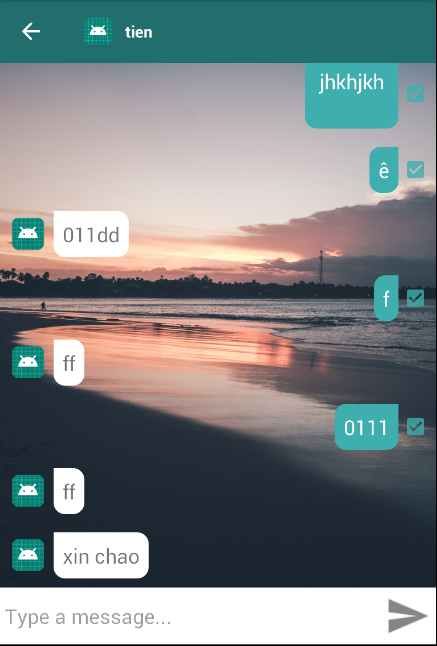 tien
jhkhjkh
ê
011dd
f
ff
0111
ff
xin chao
Type a message...